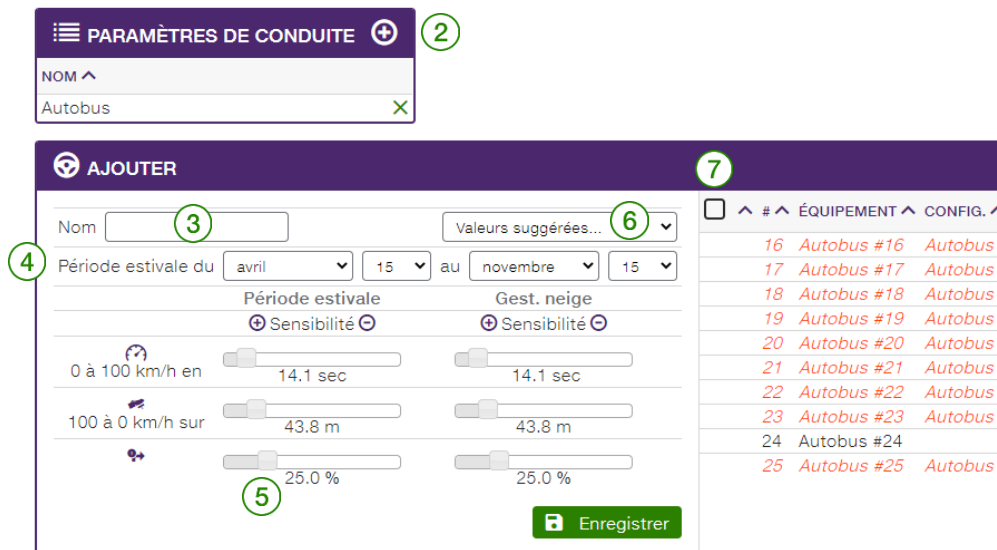 PARAMÈTRES DE CONDUITE 2
NOM
Autobus
AJOUTER
7
Nom 3 Valeurs suggérées... 6
4 Période estivale du avril 15 au novembre 15
Période estivale Gest. neige
Sensibilité Sensibilité
0 à 100 km/h en 14.1 sec 14.1 sec
100 à 0 km/h sur 43.8 m 43.8 m
25.0 % 25.0 %
5
Enregistrer
# ÉQUIPEMENT CONFIG.
16 Autobus #16 Autobus
17 Autobus #17 Autobus
18 Autobus #18 Autobus
19 Autobus #19 Autobus
20 Autobus #20 Autobus
21 Autobus #21 Autobus
22 Autobus #22 Autobus
23 Autobus #23 Autobus
24 Autobus #24
25 Autobus #25 Autobus